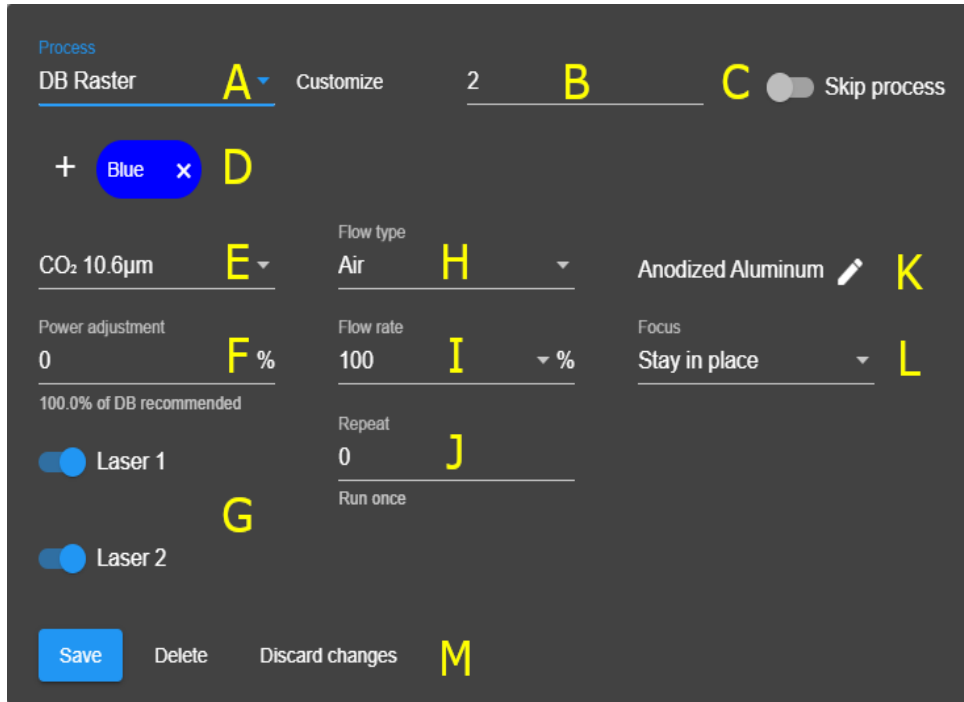 Process
DB Raster A Customize 2 B C Skip process
+ Blue × D
Flow type
CO₂ 10.6µm E Air H Anodized Aluminum K
Power adjustment Flow rate Focus
0 F % 100 I % Stay in place L
100.0% of DB recommended
Repeat
Laser 1 0 J
Run once
G
Laser 2
Save Delete Discard changes M